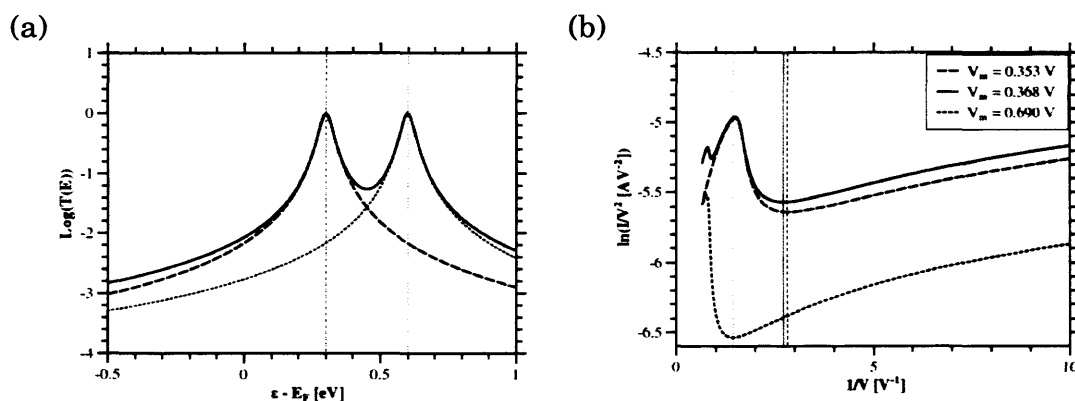 (a)
1
0
-1
-2
-3
-4
Log(T(E))
-0.5
0
0.5
1
ε - E_F [eV]
(b)
-4.5
-5
-5.5
-6
-6.5
ln(I/V²[AV⁻²])
V_m = 0.353 V
V_m = 0.368 V
V_m = 0.690 V
0
5
10
1/V [V⁻¹]